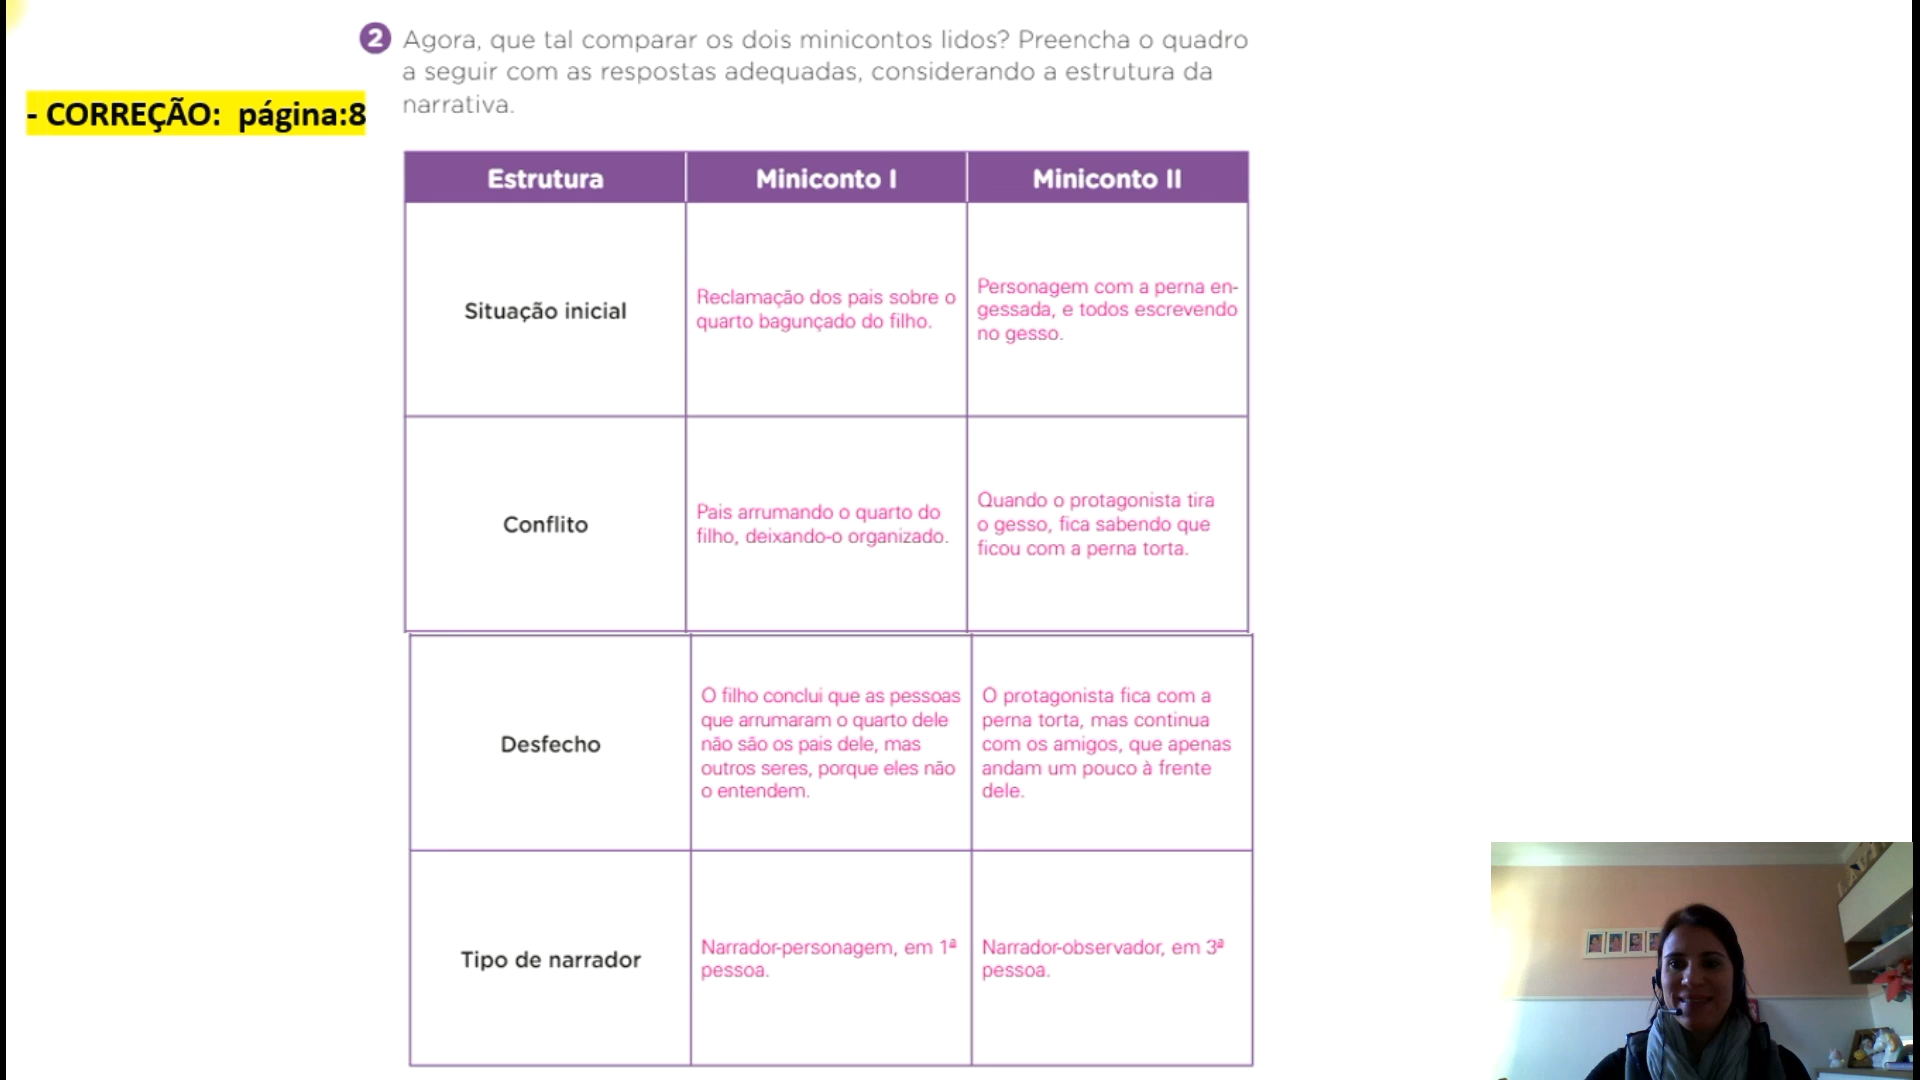 2 Agora, que tal comparar os dois minicontos lidos? Preencha o quadro
a seguir com as respostas adequadas, considerando a estrutura da
narrativa.
- CORREÇÃO: página:8
Estrutura
Miniconto I
Miniconto II
Situação inicial
Reclamação dos pais sobre o
quarto bagunçado do filho.
Personagem com a perna en-
gessada, e todos escrevendo
no gesso.
Conflito
Pais arrumando o quarto do
filho, deixando-o organizado.
Quando o protagonista tira
o gesso, fica sabendo que
ficou com a perna torta.
Desfecho
O filho conclui que as pessoas
que arrumaram o quarto dele
não são os pais dele, mas
outros seres, porque eles não
o entendem.
O protagonista fica com a
perna torta, mas continua
com os amigos, que apenas
andam um pouco à frente
dele.
Tipo de narrador
Narrador-personagem, em 1ª
pessoa.
Narrador-observador, em 3ª
pessoa.